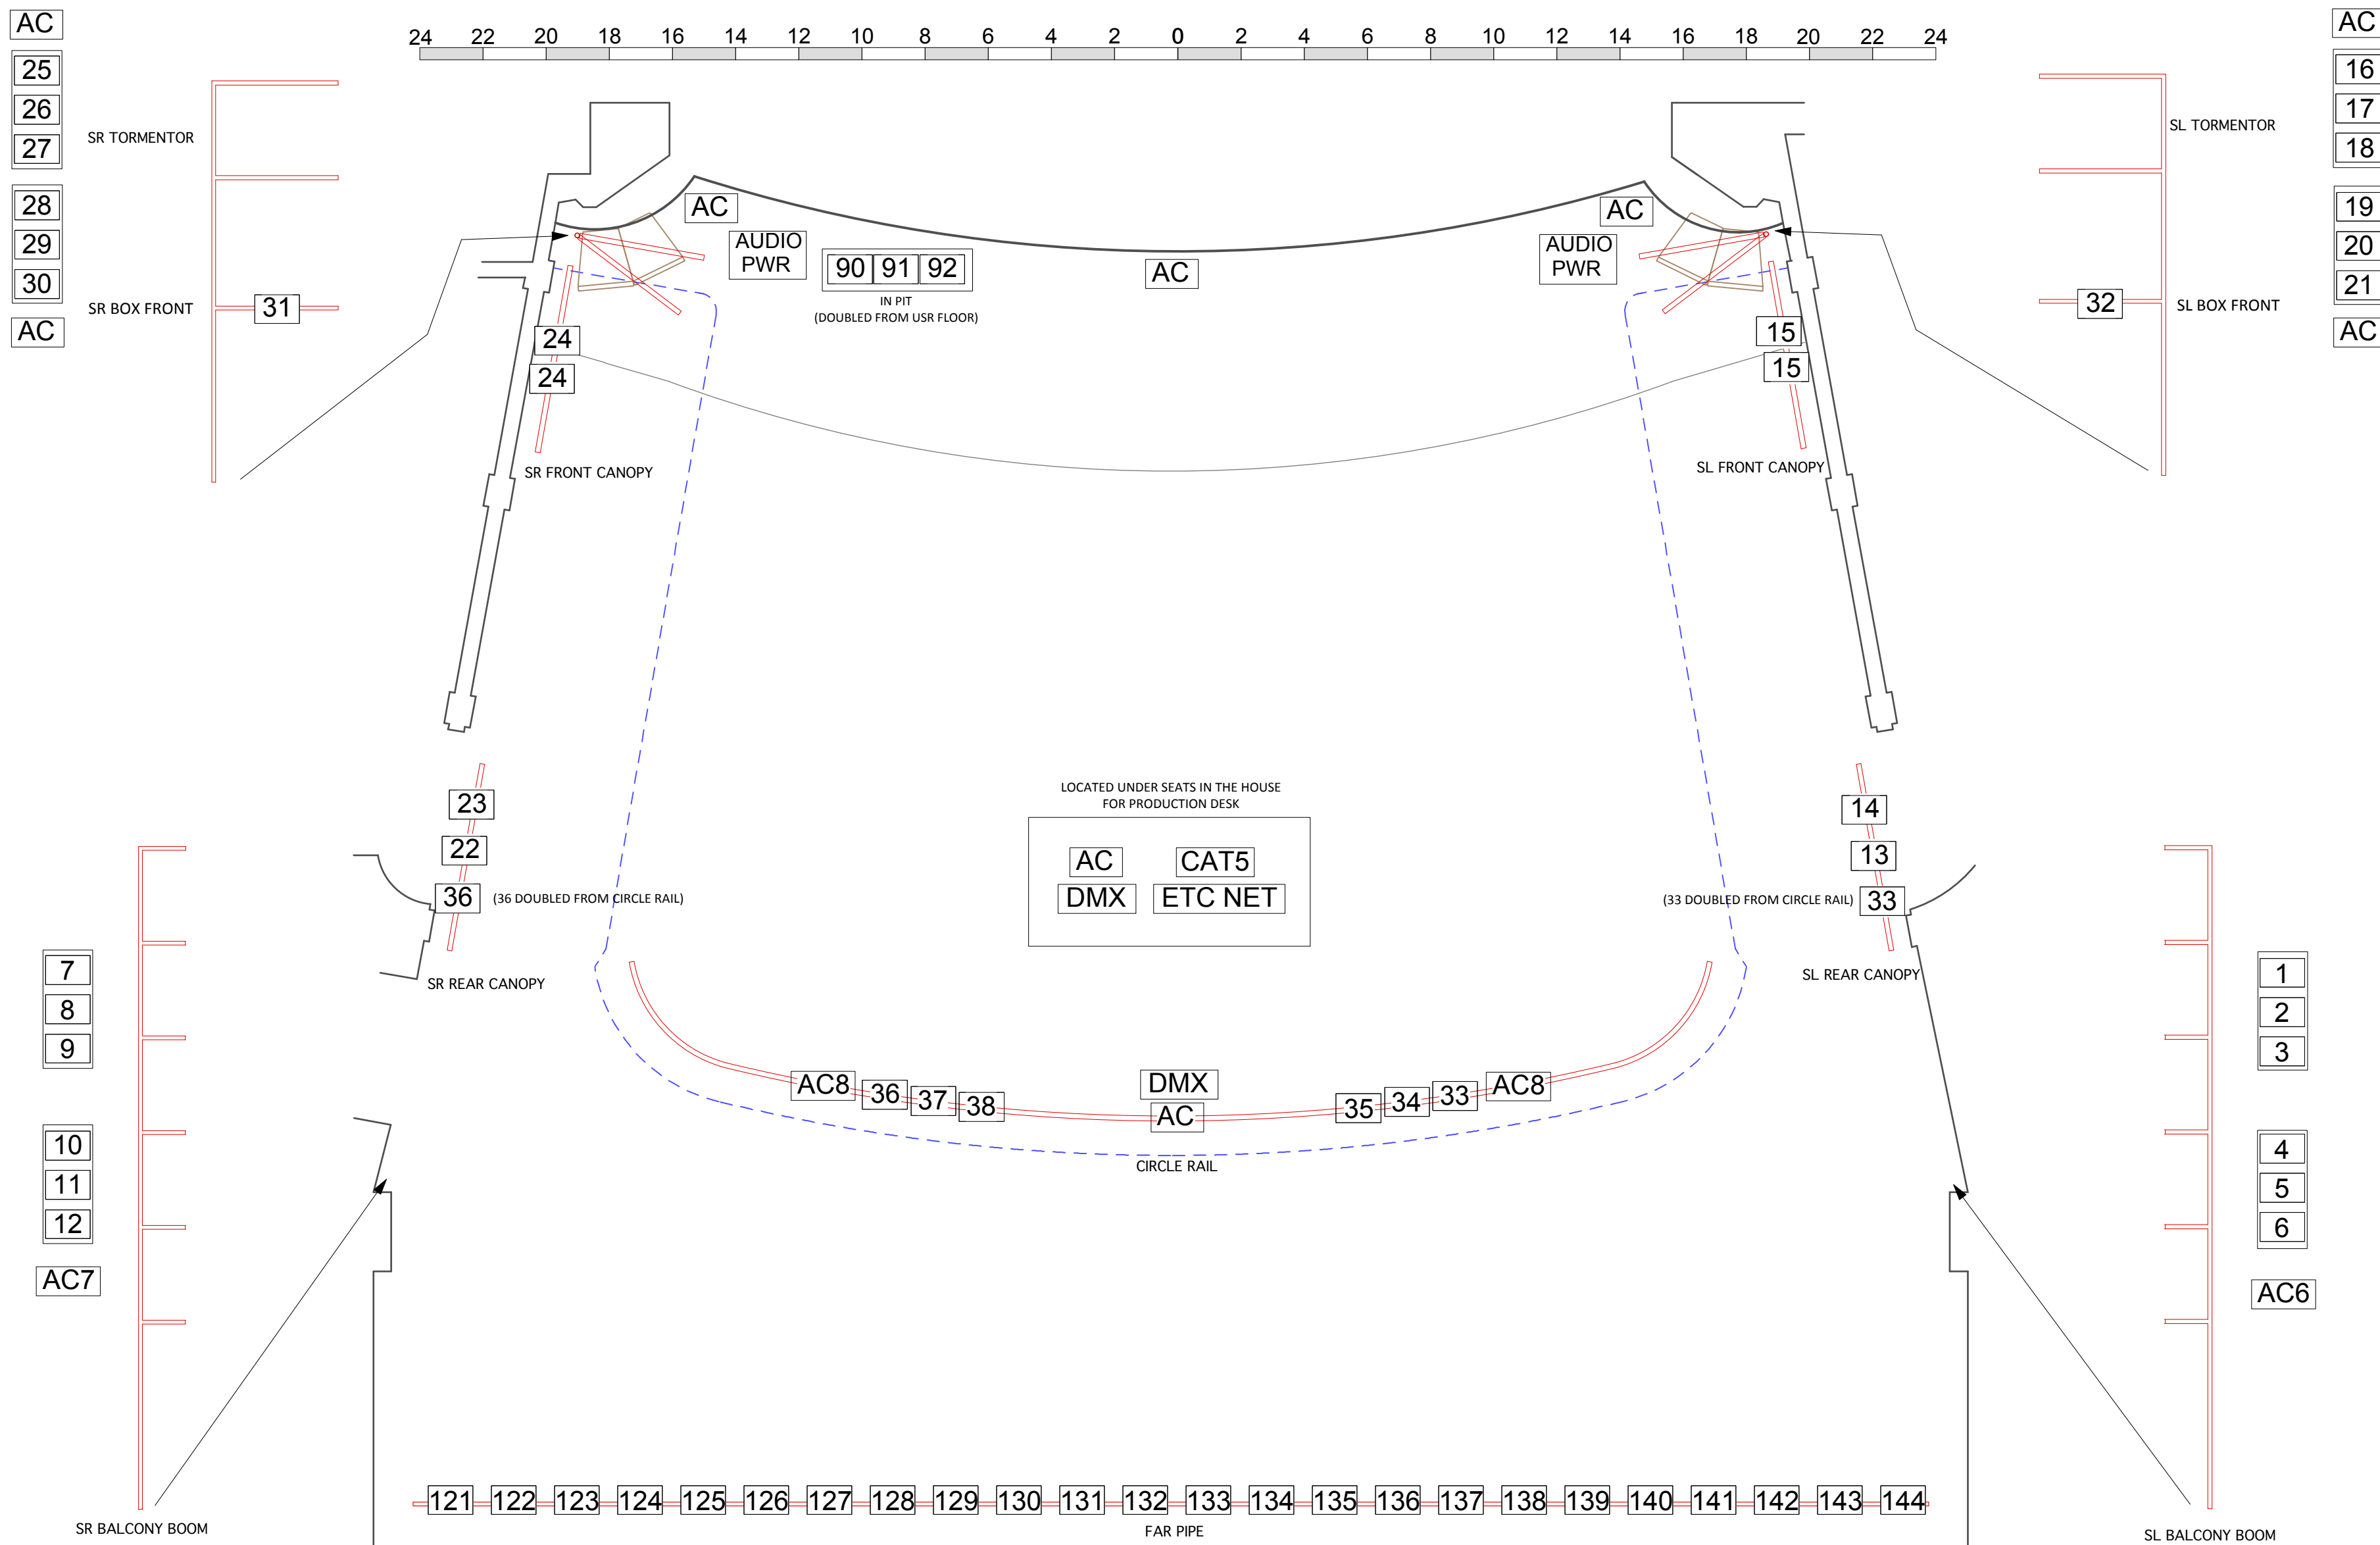 AC
24 22 20 18 16 14 12 10 8 6 4 2 0 2 4 6 8 10 12 14 16 18 20 22 24
AC
25
26
27
SR TORMENTOR
28
29
30
SR BOX FRONT
31
AC
16
17
18
SL TORMENTOR
19
20
21
SL BOX FRONT
32
AC
AC
AUDIO
PWR
90 91 92
IN PIT
(DOUBLED FROM USR FLOOR)
AC
AC
AUDIO
PWR
24
24
SR FRONT CANOPY
15
15
SL FRONT CANOPY
23
22
36
(36 DOUBLED FROM CIRCLE RAIL)
SR REAR CANOPY
LOCATED UNDER SEATS IN THE HOUSE
FOR PRODUCTION DESK
AC CAT5
DMX ETC NET
14
13
33
(33 DOUBLED FROM CIRCLE RAIL)
SL REAR CANOPY
7
8
9
10
11
12
AC7
SR BALCONY BOOM
1
2
3
4
5
6
AC6
SL BALCONY BOOM
DMX
AC8 36 37 38 AC 35 34 33 AC8
CIRCLE RAIL
121 122 123 124 125 126 127 128 129 130 131 132 133 134 135 136 137 138 139 140 141 142 143 144
FAR PIPE